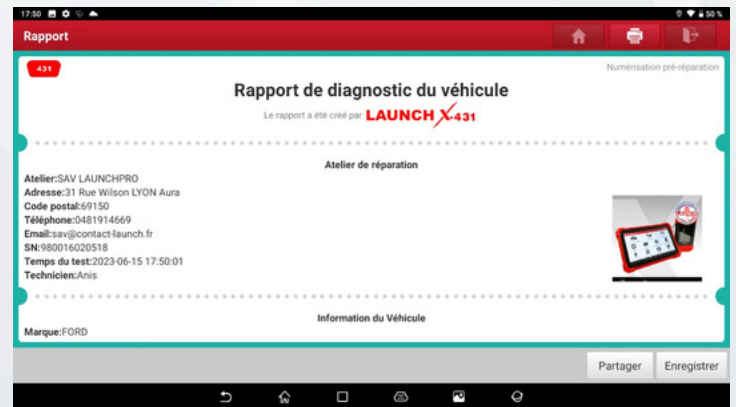 17:50 50 %
Rapport
431
Numérisation pré-réparation
Rapport de diagnostic du véhicule
Le rapport a été créé par LAUNCH X-431
Atelier de réparation
Atelier:SAV LAUNCHPRO
Adresse:31 Rue Wilson LYON Aura
Code postal:69150
Téléphone:0481914669
Email:sav@contact-launch.fr
SN:980016020518
Temps du test:2023-06-15 17:50:01
Technicien:Anis
Information du Véhicule
Marque:FORD
Partager Enregistrer